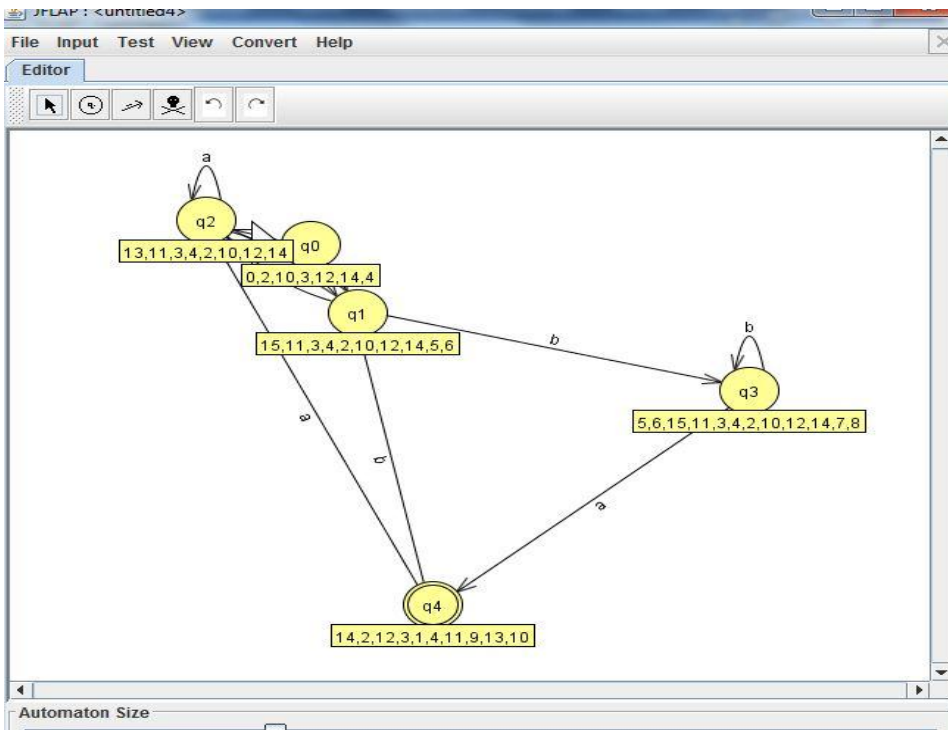 JFLAP : <untitled4>
File Input Test View Convert Help
Editor
a
q2
13,11,3,4,2,10,12,14
q0
0,2,10,3,12,14,4
q1
15,11,3,4,2,10,12,14,5,6
b
b
q3
5,6,15,11,3,4,2,10,12,14,7,8
a
b
a
q4
14,2,12,3,1,4,11,9,13,10
Automaton Size